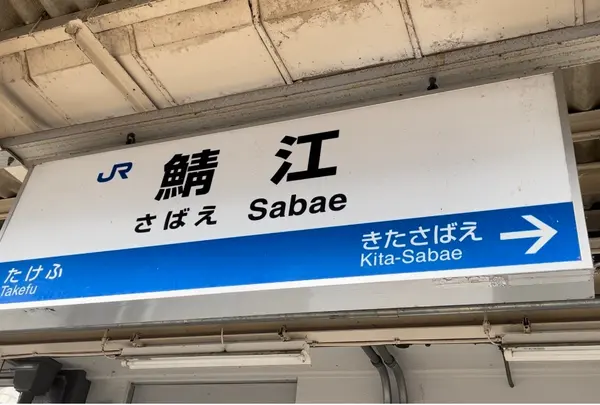 JR 鯖江
さばえ Sabae
きたさばえ
Kita-Sabae
たけふ
Takefu